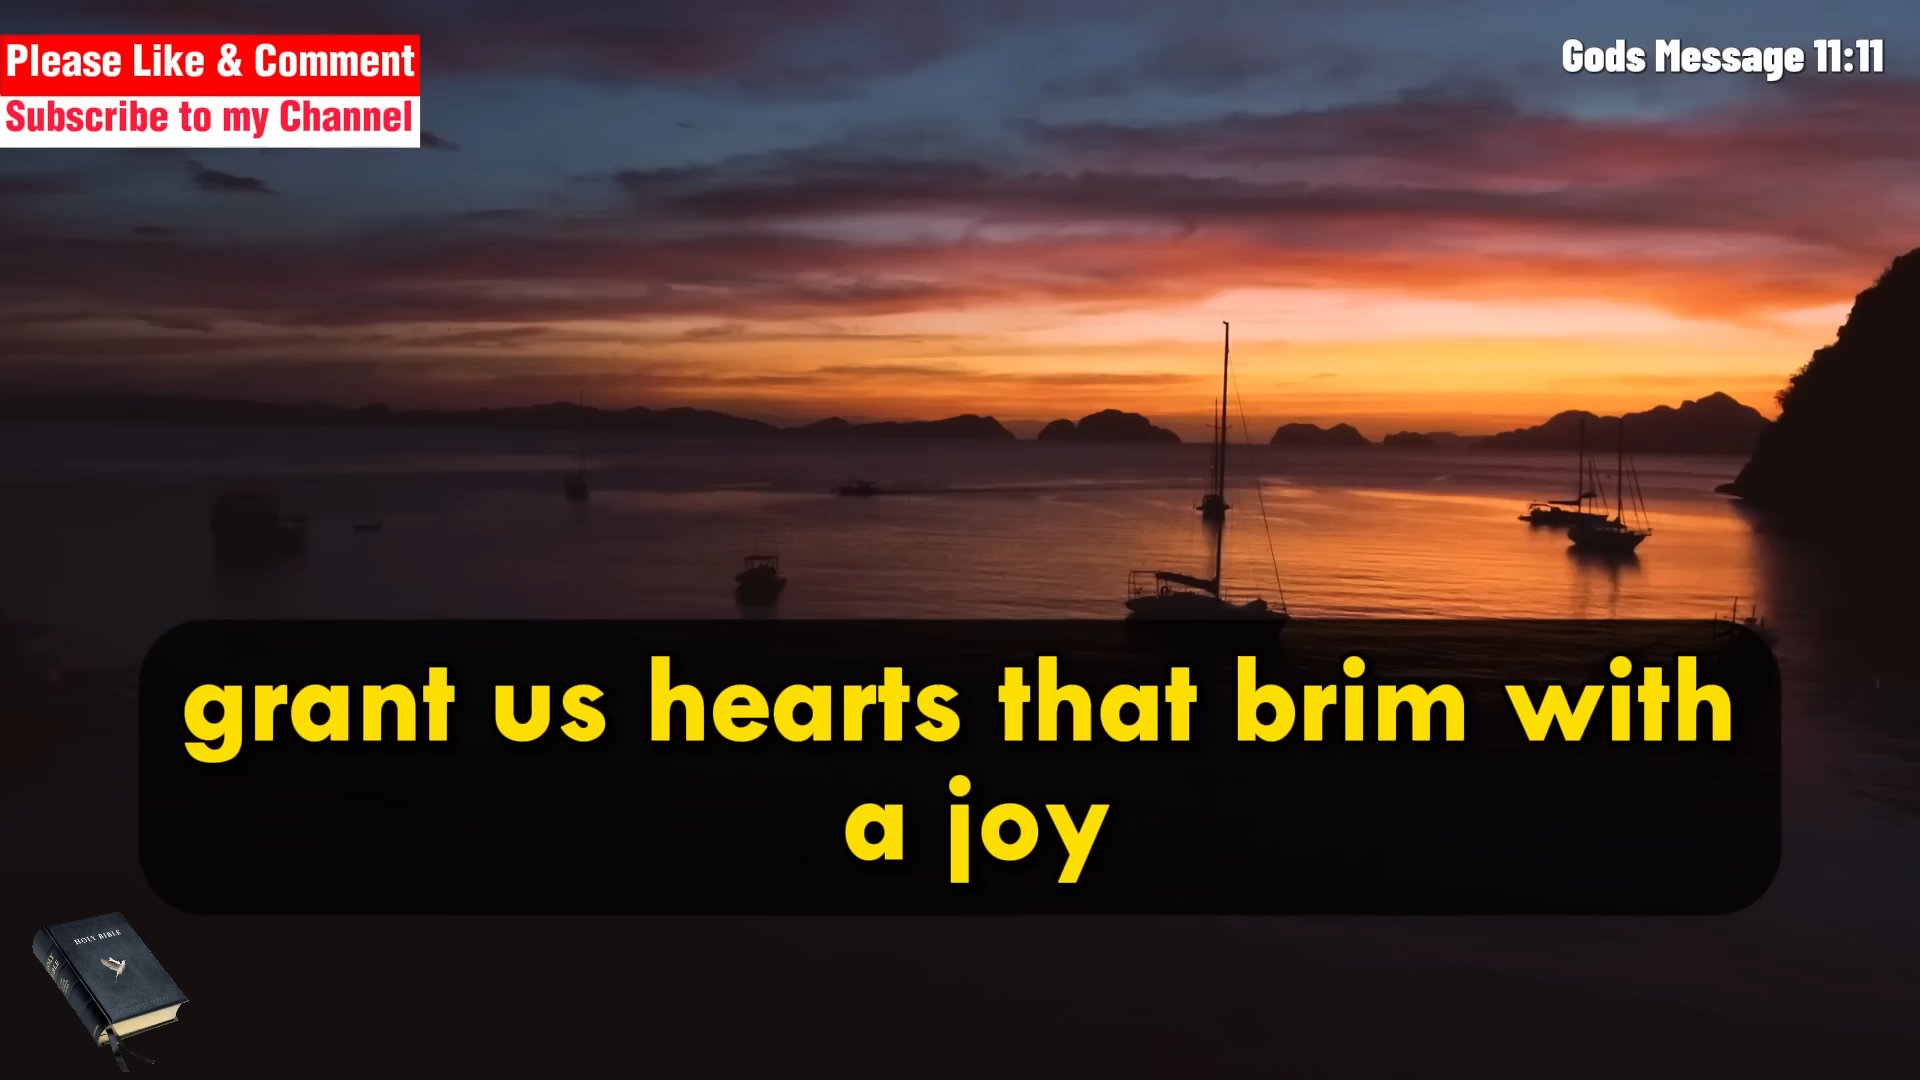 Please Like & Comment
Subscribe to my Channel
Gods Message 11:11
grant us hearts that brim with
a joy
HOLY BIBLE